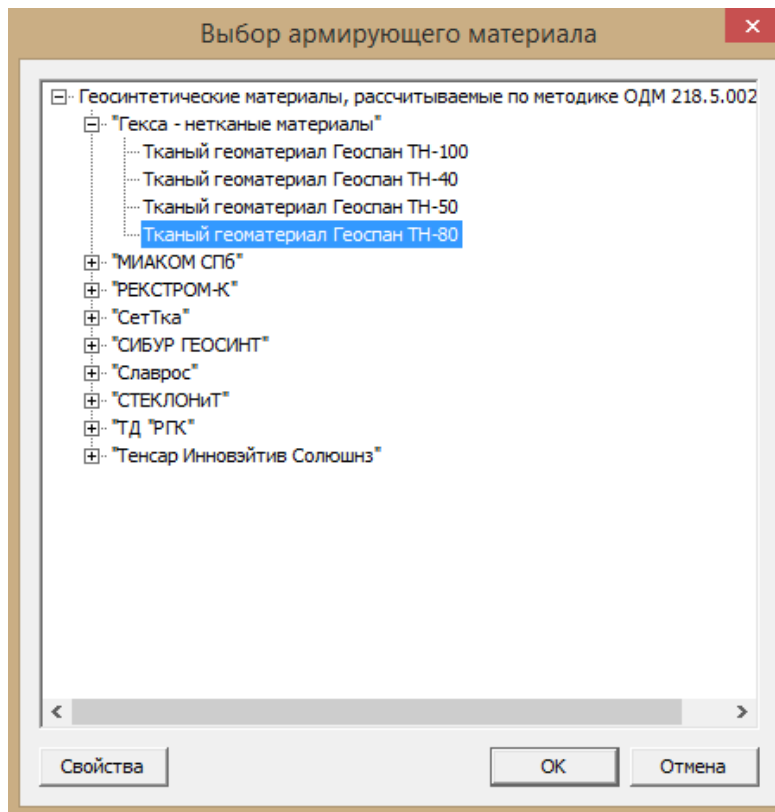 Выбор армирующего материала
Геосинтетические материалы, рассчитываемые по методике ОДМ 218.5.002
"Гекса - нетканые материалы"
Тканый геоматериал Геоспан ТН-100
Тканый геоматериал Геоспан ТН-40
Тканый геоматериал Геоспан ТН-50
Тканый геоматериал Геоспан ТН-80
"МИАКОМ СПб"
"РЕКСТРОМ-К"
"СетТка"
"СИБУР ГЕОСИНТ"
"Славрос"
"СТЕКЛОНиТ"
"ТД "РГК"
"Тенсар Инновэйтив Солюшнз"
Свойства
ОК
Отмена